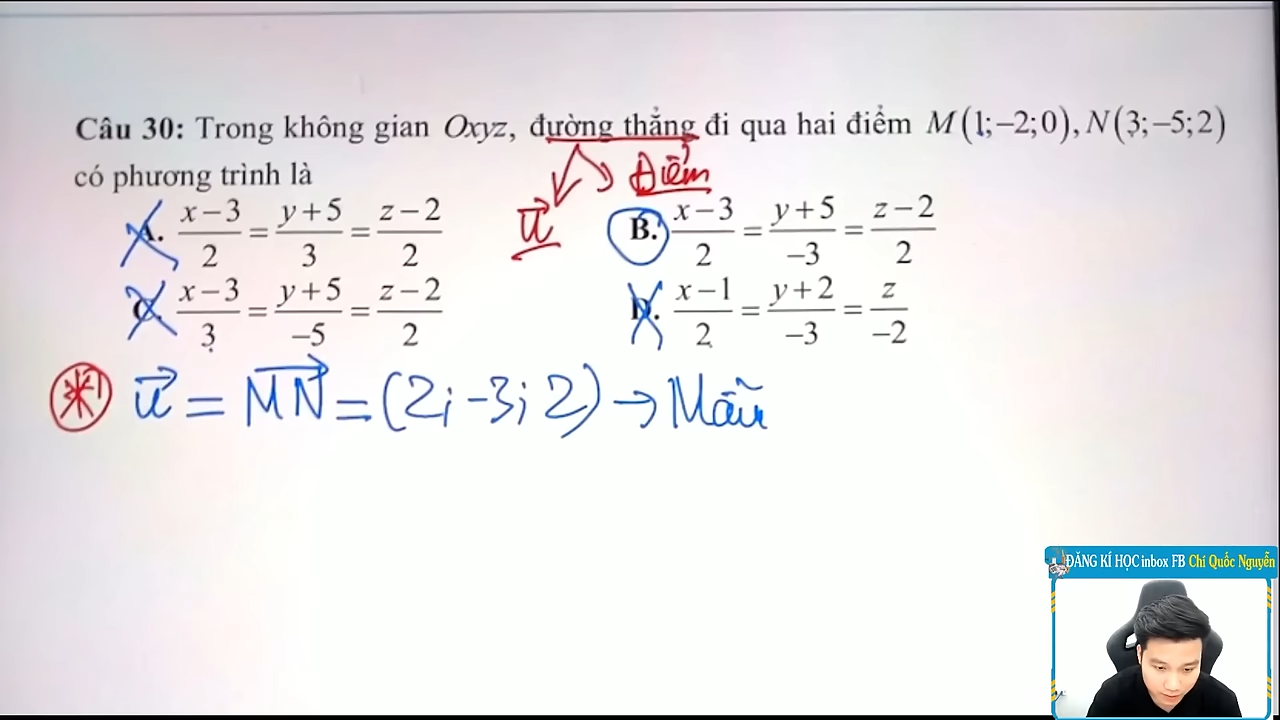 Câu 30: Trong không gian Oxyz, đường thẳng đi qua hai điểm M(1;−2;0), N(3;−5;2)
có phương trình là
Điểm
u⃗
A. (x−3)/2 = (y+5)/3 = (z−2)/2
B. (x−3)/2 = (y+5)/−3 = (z−2)/2
C. (x−3)/3 = (y+5)/−5 = (z−2)/2
D. (x−1)/2 = (y+2)/−3 = z/−2
u⃗ = MN⃗ = (2; −3; 2) → Mẫu
ĐĂNG KÍ HỌC inbox FB Chí Quốc Nguyễn